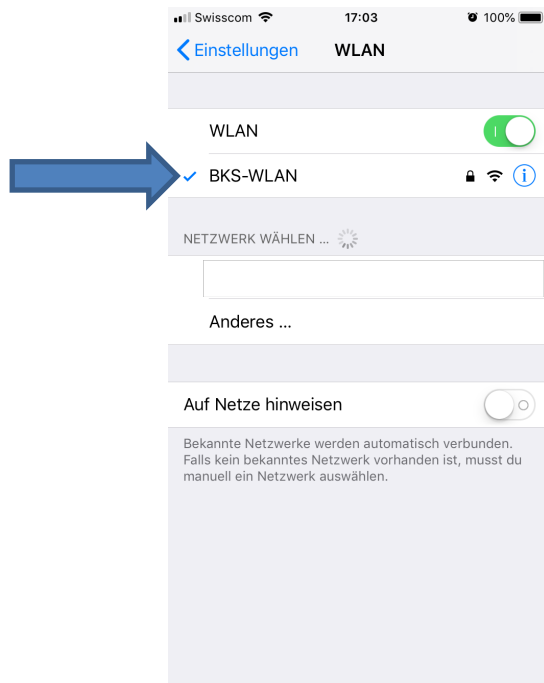 Swisscom 17:03 100%
Einstellungen WLAN
WLAN
BKS-WLAN
NETZWERK WÄHLEN ...
Anderes ...
Auf Netze hinweisen
Bekannte Netzwerke werden automatisch verbunden.
Falls kein bekanntes Netzwerk vorhanden ist, musst du
manuell ein Netzwerk auswählen.